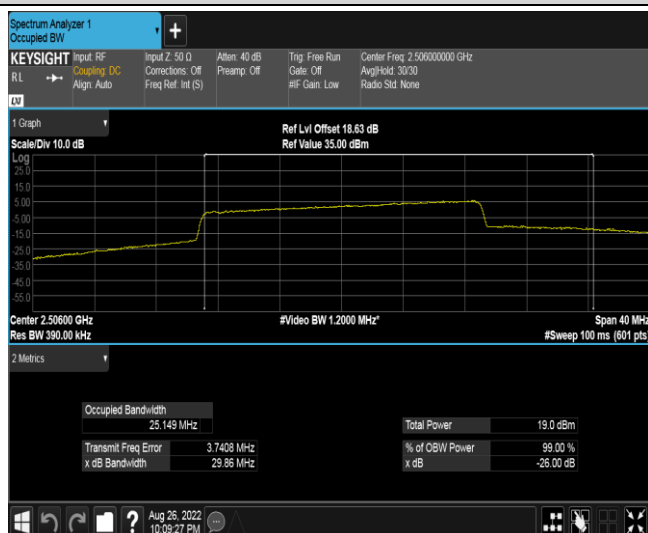 Spectrum Analyzer 1
Occupied BW
+
KEYSIGHT
RL
LXI
Input: RF
Coupling: DC
Align: Auto
Input Z: 50 Ω
Corrections: Off
Freq Ref: Int (S)
Atten: 40 dB
Preamp: Off
Trig: Free Run
Gate: Off
#IF Gain: Low
Center Freq: 2.506000000 GHz
Avg|Hold: 30/30
Radio Std: None
1 Graph
Scale/Div 10.0 dB
Ref Lvl Offset 18.63 dB
Ref Value 35.00 dBm
Log
25.0
15.0
5.00
-5.00
-15.0
-25.0
-35.0
-45.0
-55.0
Center 2.50600 GHz
Res BW 390.00 kHz
#Video BW 1.2000 MHz*
Span 40 MHz
#Sweep 100 ms (601 pts)
2 Metrics
Occupied Bandwidth
25.149 MHz
Transmit Freq Error 3.7408 MHz
x dB Bandwidth 29.86 MHz
Total Power 19.0 dBm
% of OBW Power 99.00 %
x dB -26.00 dB
?
Aug 26, 2022
10:09:27 PM